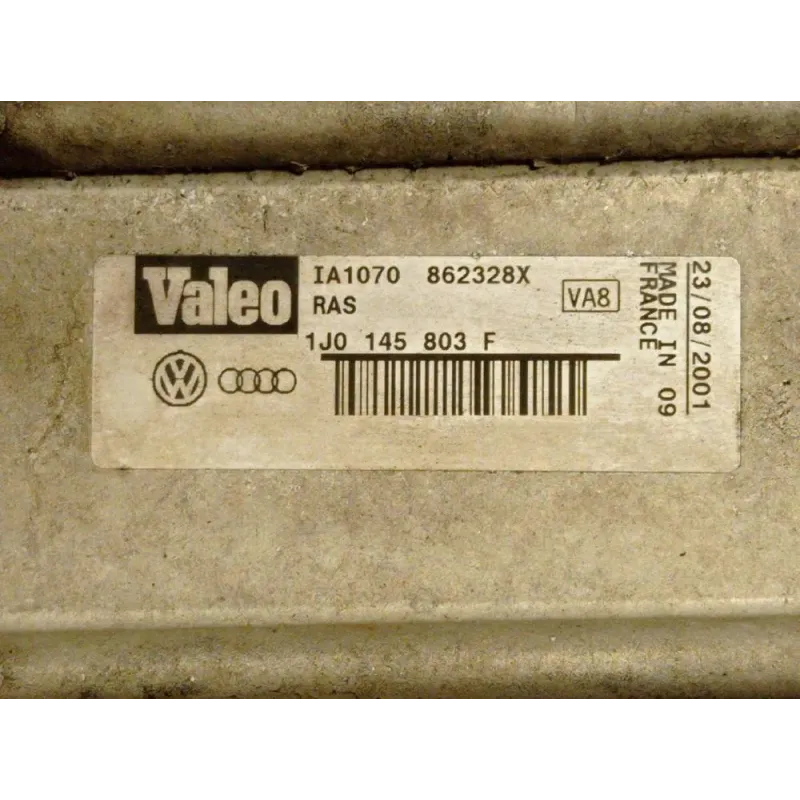 Valeo
IA1070 862328X
RAS
VA8
1J0 145 803 F
23/08/2001
MADE IN 09
FRANCE